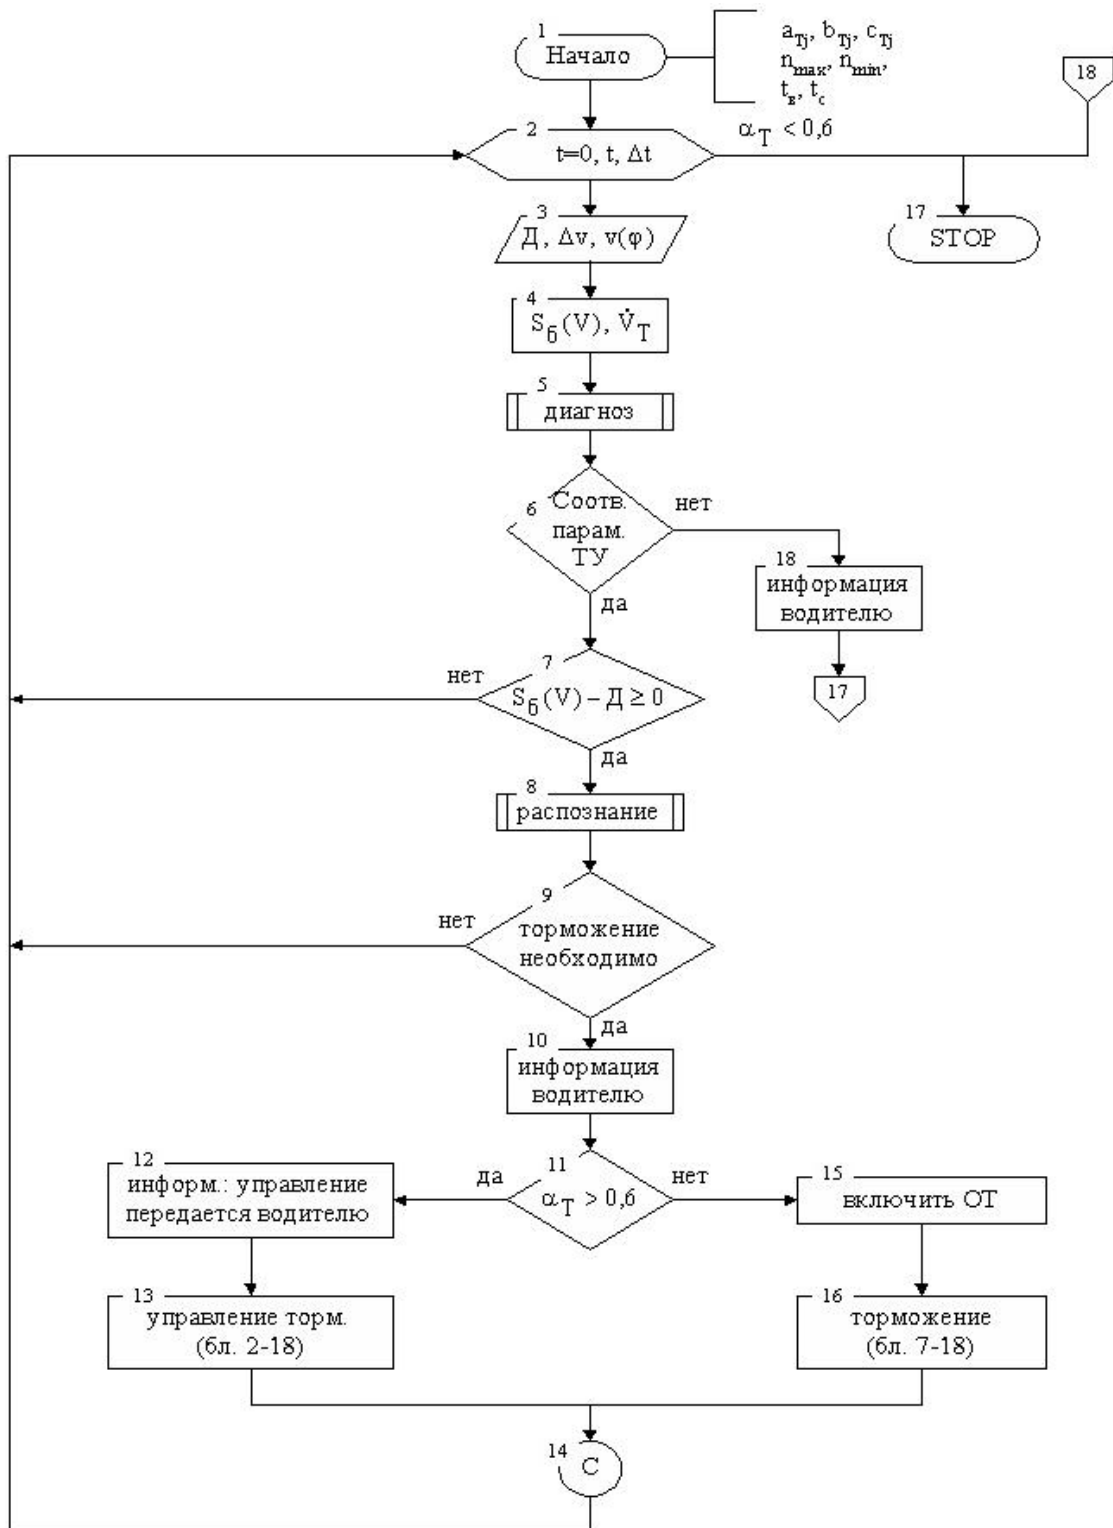 1
Начало
a_Tj, b_Tj, c_Tj
n_max, n_min,
t_в, t_c
18
2
t=0, t, Δt
α_T < 0,6
3
Д, Δv, v(φ)
17
STOP
4
S_б(V), V̇_T
5
диагноз
6
Соотв.
парам.
ТУ
нет
да
18
информация
водителю
17
7
нет
S_б(V) – Д ≥ 0
да
8
распознание
9
нет
торможение
необходимо
да
10
информация
водителю
11
да
α_T > 0,6
нет
12
информ.: управление
передается водителю
15
включить ОТ
13
управление торм.
(бл. 2-18)
16
торможение
(бл. 7-18)
14
С